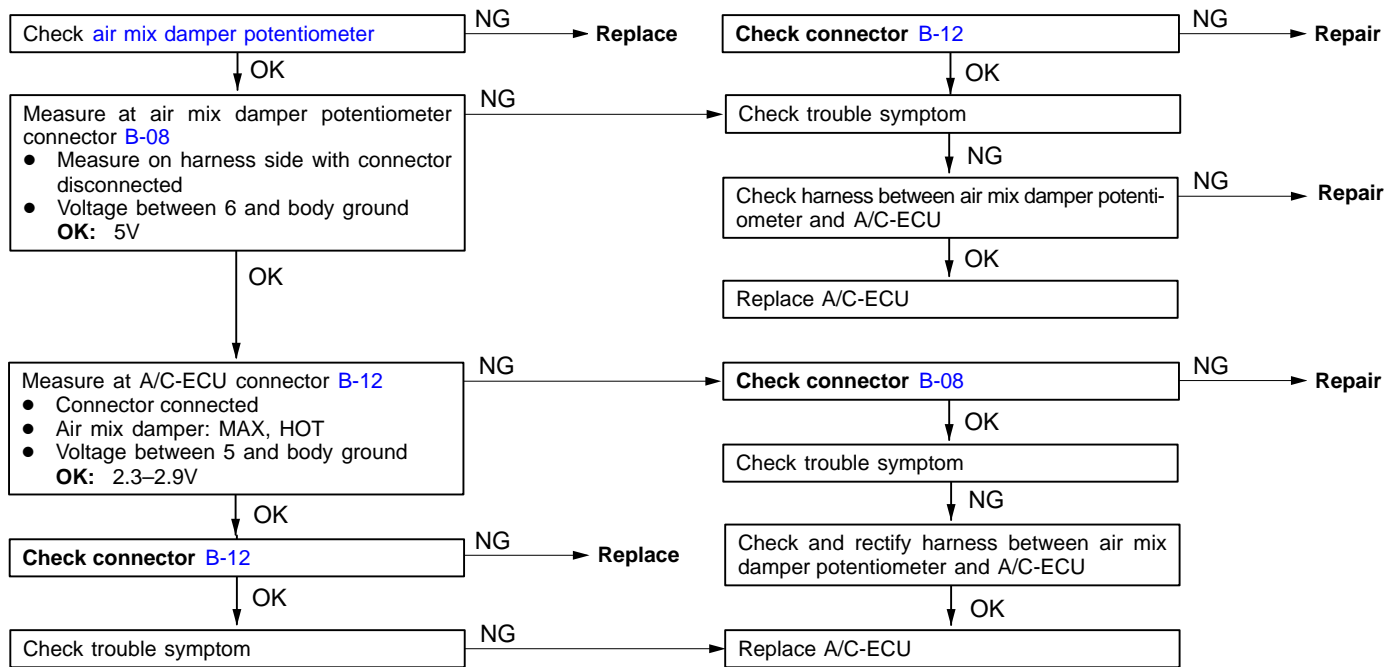 Check air mix damper potentiometer
NG
Replace
OK
Measure at air mix damper potentiometer
connector B-08
● Measure on harness side with connector
disconnected
● Voltage between 6 and body ground
OK: 5V
NG
OK
Measure at A/C-ECU connector B-12
● Connector connected
● Air mix damper: MAX, HOT
● Voltage between 5 and body ground
OK: 2.3–2.9V
NG
OK
Check connector B-12
NG
Replace
OK
Check trouble symptom
NG
Check connector B-12
NG
Repair
OK
Check trouble symptom
NG
Check harness between air mix damper potenti-
ometer and A/C-ECU
NG
Repair
OK
Replace A/C-ECU
Check connector B-08
NG
Repair
OK
Check trouble symptom
NG
Check and rectify harness between air mix
damper potentiometer and A/C-ECU
OK
Replace A/C-ECU